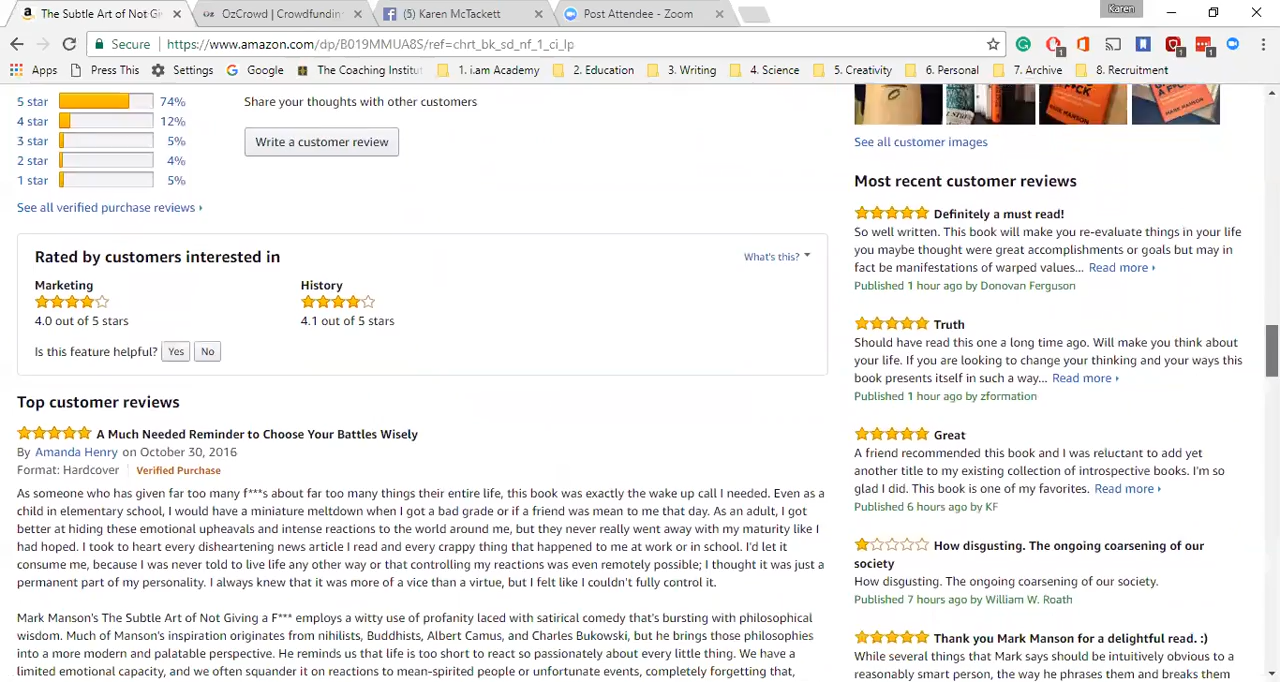 The Subtle Art of Not Giv
OzCrowd | Crowdfundin
(5) Karen McTackett
Post Attendee - Zoom
Karen
Secure
https://www.amazon.com/dp/B019MMUA8S/ref=chrt_bk_sd_nf_1_ci_lp
Apps
Press This
Settings
Google
The Coaching Institut
1. i.am Academy
2. Education
3. Writing
4. Science
5. Creativity
6. Personal
7. Archive
8. Recruitment
5 star 74%
4 star 12%
3 star 5%
2 star 4%
1 star 5%
See all verified purchase reviews
Share your thoughts with other customers
Write a customer review
Rated by customers interested in
What's this?
Marketing
4.0 out of 5 stars
History
4.1 out of 5 stars
Is this feature helpful? Yes No
Top customer reviews
A Much Needed Reminder to Choose Your Battles Wisely
By Amanda Henry on October 30, 2016
Format: Hardcover | Verified Purchase
As someone who has given far too many f***s about far too many things their entire life, this book was exactly the wake up call I needed. Even as a
child in elementary school, I would have a miniature meltdown when I got a bad grade or if a friend was mean to me that day. As an adult, I got
better at hiding these emotional upheavals and intense reactions to the world around me, but they never really went away with my maturity like I
had hoped. I took to heart every disheartening news article I read and every crappy thing that happened to me at work or in school. I'd let it
consume me, because I was never told to live life any other way or that controlling my reactions was even remotely possible; I thought it was just a
permanent part of my personality. I always knew that it was more of a vice than a virtue, but I felt like I couldn't fully control it.
Mark Manson's The Subtle Art of Not Giving a F*** employs a witty use of profanity laced with satirical comedy that's bursting with philosophical
wisdom. Much of Manson's inspiration originates from nihilists, Buddhists, Albert Camus, and Charles Bukowski, but he brings those philosophies
into a more modern and palatable perspective. He reminds us that life is too short to react so passionately about every little thing. We have a
limited emotional capacity, and we often squander it on reactions to mean-spirited people or unfortunate events, completely forgetting that,
See all customer images
Most recent customer reviews
Definitely a must read!
So well written. This book will make you re-evaluate things in your life
you maybe thought were great accomplishments or goals but may in
fact be manifestations of warped values... Read more
Published 1 hour ago by Donovan Ferguson
Truth
Should have read this one a long time ago. Will make you think about
your life. If you are looking to change your thinking and your ways this
book presents itself in such a way... Read more
Published 1 hour ago by zformation
Great
A friend recommended this book and I was reluctant to add yet
another title to my existing collection of introspective books. I'm so
glad I did. This book is one of my favorites. Read more
Published 6 hours ago by KF
How disgusting. The ongoing coarsening of our
society
How disgusting. The ongoing coarsening of our society.
Published 7 hours ago by William W. Roath
Thank you Mark Manson for a delightful read. :)
While several things that Mark says should be intuitively obvious to a
reasonably smart person, the way he phrases them and breaks them